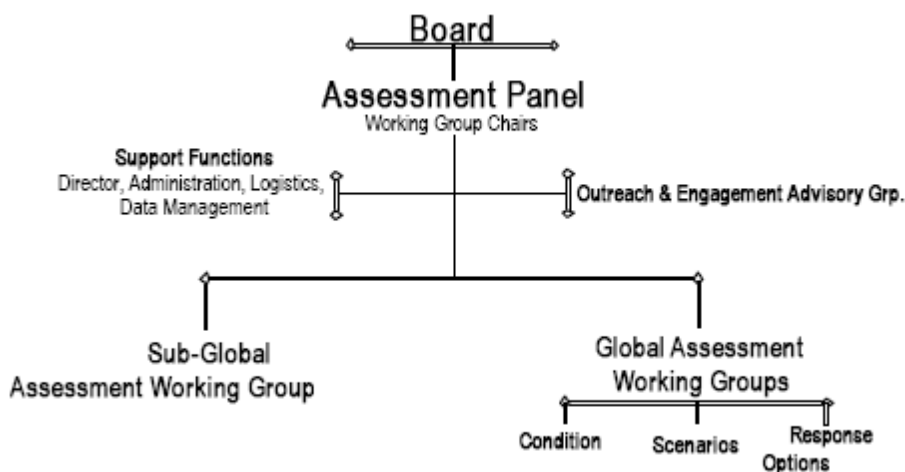 Board
Assessment Panel
Working Group Chairs
Support Functions
Director, Administration, Logistics,
Data Management
Outreach & Engagement Advisory Grp.
Sub-Global
Assessment Working Group
Global Assessment
Working Groups
Condition
Scenarios
Response
Options